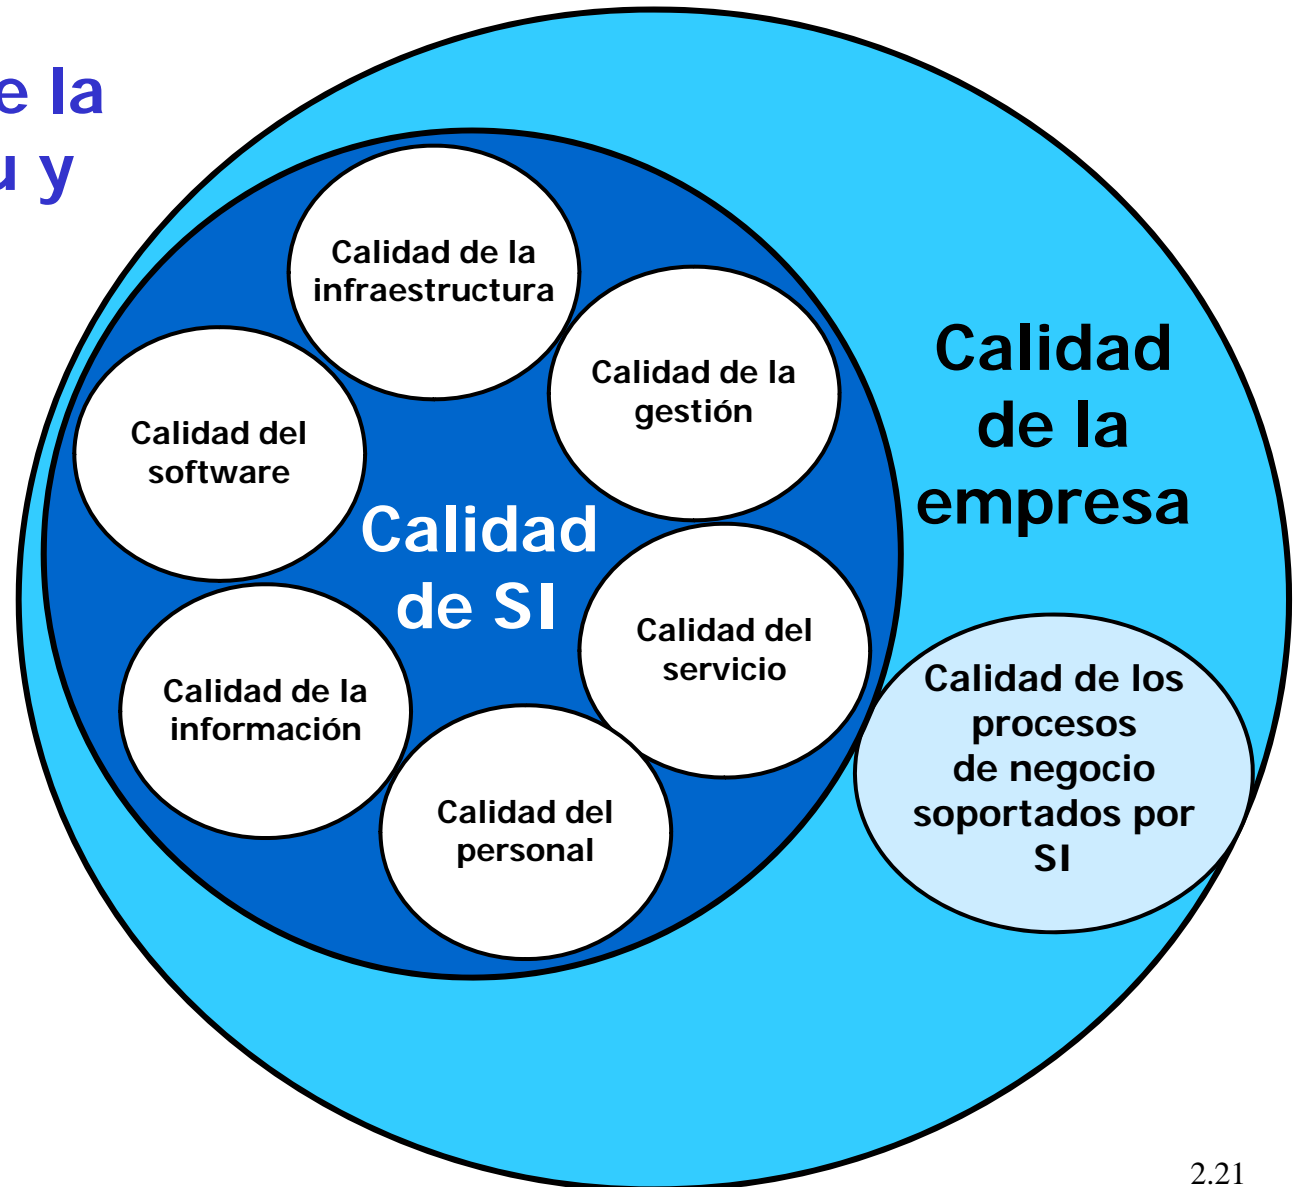 e la
u y
Calidad de la
infraestructura
Calidad de la
gestión
Calidad del
software
Calidad
de SI
Calidad
de la
empresa
Calidad del
servicio
Calidad de la
información
Calidad del
personal
Calidad de los
procesos
de negocio
soportados por
SI
2.21